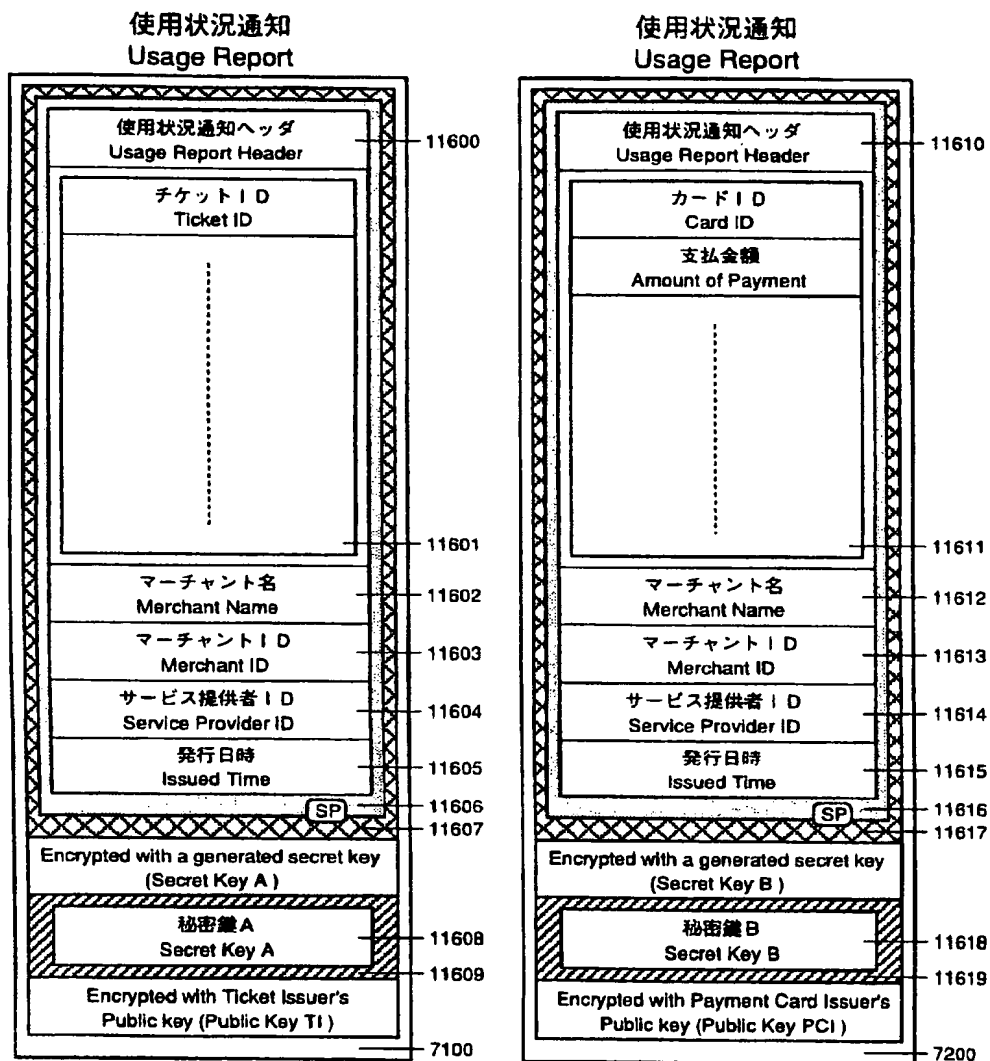 使用状況通知
Usage Report
使用状況通知ヘッダ
Usage Report Header
11600
チケットID
Ticket ID
11601
マーチャント名
Merchant Name
11602
マーチャントID
Merchant ID
11603
サービス提供者ID
Service Provider ID
11604
発行日時
Issued Time
11605
SP
11606
11607
Encrypted with a generated secret key
(Secret Key A )
秘密鍵A
Secret Key A
11608
11609
Encrypted with Ticket Issuer's
Public key (Public Key TI )
7100
使用状況通知
Usage Report
使用状況通知ヘッダ
Usage Report Header
11610
カードID
Card ID
支払金額
Amount of Payment
11611
マーチャント名
Merchant Name
11612
マーチャントID
Merchant ID
11613
サービス提供者ID
Service Provider ID
11614
発行日時
Issued Time
11615
SP
11616
11617
Encrypted with a generated secret key
(Secret Key B )
秘密鍵B
Secret Key B
11618
11619
Encrypted with Payment Card Issuer's
Public key (Public Key PCI )
7200